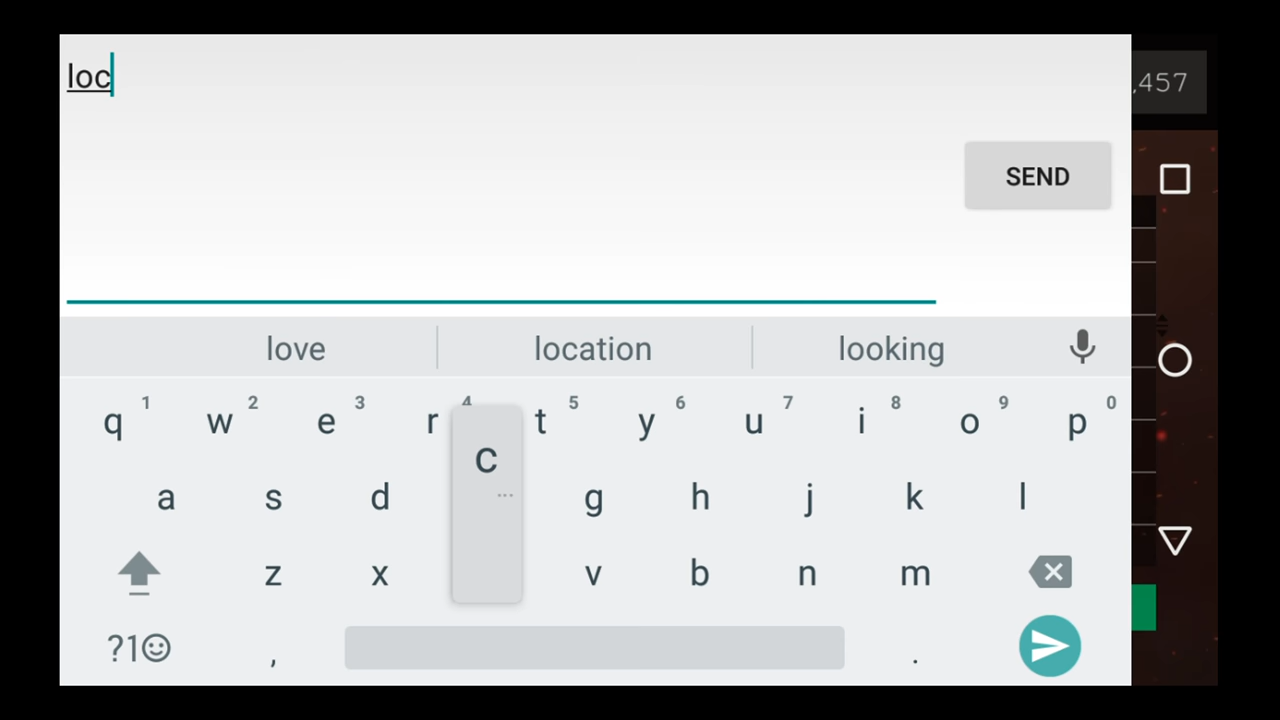 loc
,457
SEND
love location looking
q 1 w 2 e 3 r 4 t 5 y 6 u 7 i 8 o 9 p 0
a s d c ... g h j k l
z x v b n m
?1☺ , .